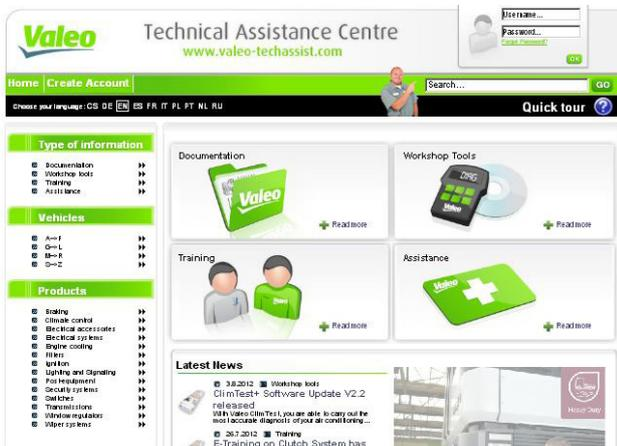 Valeo
Technical Assistance Centre
www.valeo-techassist.com
Username...
Password...
Forgot Password?
OK
Home Create Account
Search...
GO
Choose your language: CS DE EN ES FR IT PL PT NL RU
Quick tour ?
Type of information
Documentation
Workshop tools
Training
Assistance
Vehicles
A->F
G->L
M->R
S->Z
Products
Braking
Climate control
Electrical accessories
Electrical systems
Engine cooling
Filters
Ignition
Lighting and Signaling
Post equipment
Security systems
Switches
Transmissions
Window regulators
Wiper systems
Documentation
Valeo
Read more
Workshop Tools
DIAG
Valeo
Read more
Training
Read more
Assistance
Valeo
Read more
Latest News
3.8.2012 Workshop tools
ClimTest+ Software Update V2.2
released
With Valeo ClimTest, you are able to carry out the
most accurate diagnosis of your air conditioning...
26.7.2012 Training
E-Training on Clutch System has
Heavy Duty